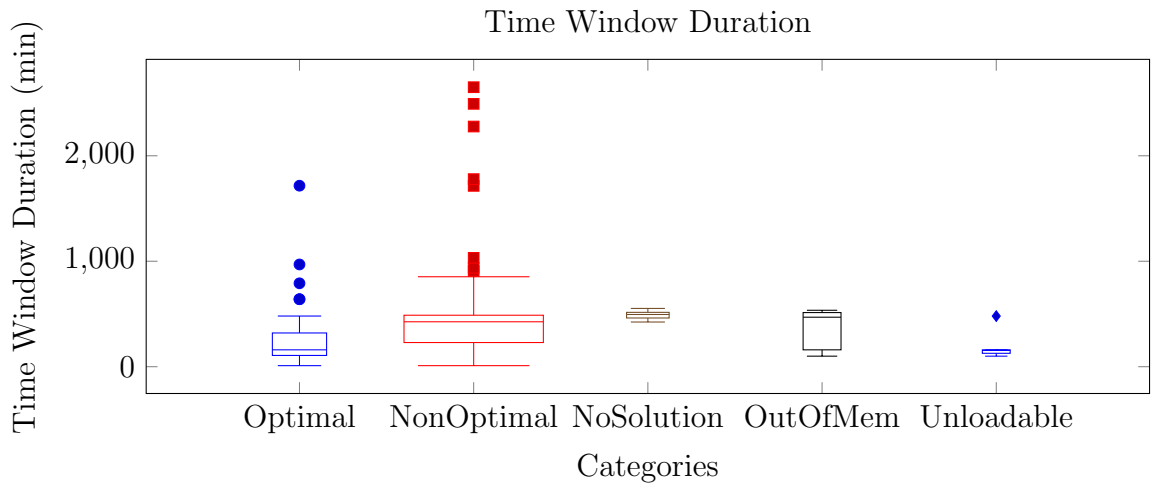 Time Window Duration
Time Window Duration (min)
2,000
1,000
0
Optimal NonOptimal NoSolution OutOfMem Unloadable
Categories